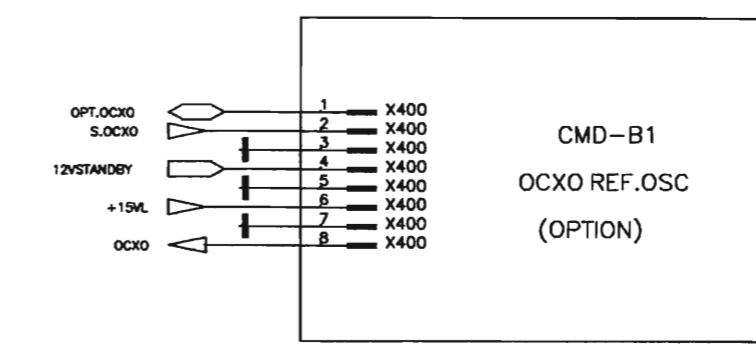 OPT.OCXO 1 X400
S.OCXO 2 X400
3 X400
12VSTANDBY 4 X400
5 X400
+15VL 6 X400
7 X400
OCXO 8 X400
CMD-B1
OCXO REF.OSC
(OPTION)